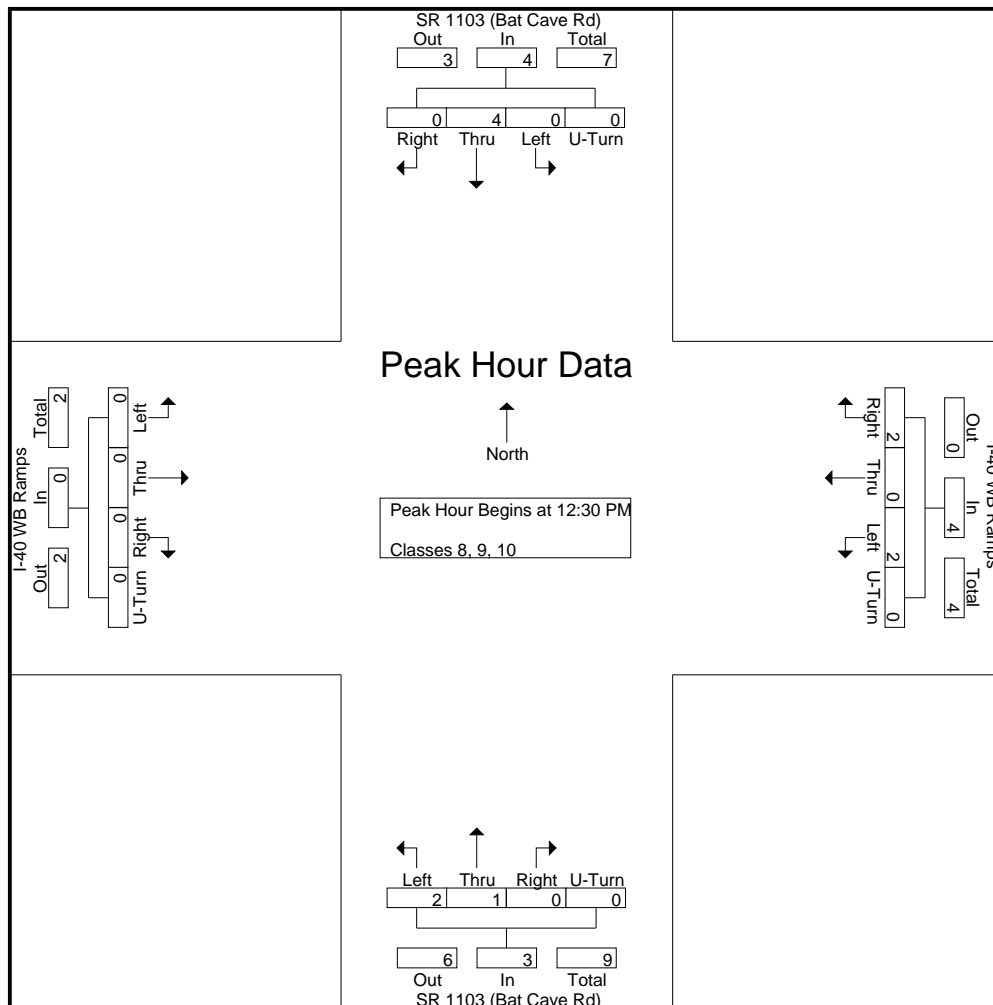 SR 1103 (Bat Cave Rd)
Out In Total
3 4 7
0 4 0 0
Right Thru Left U-Turn
Peak Hour Data
North
Peak Hour Begins at 12:30 PM
Classes 8, 9, 10
I-40 WB Ramps
Out In Total
2 0 2
Left Thru Right U-Turn
0 0 0 0
Right Thru Left U-Turn
2 0 2 0
Out In Total
0 4 4
I-40 WB Ramps
Left Thru Right U-Turn
2 1 0 0
6 3 9
Out In Total
SR 1103 (Bat Cave Rd)